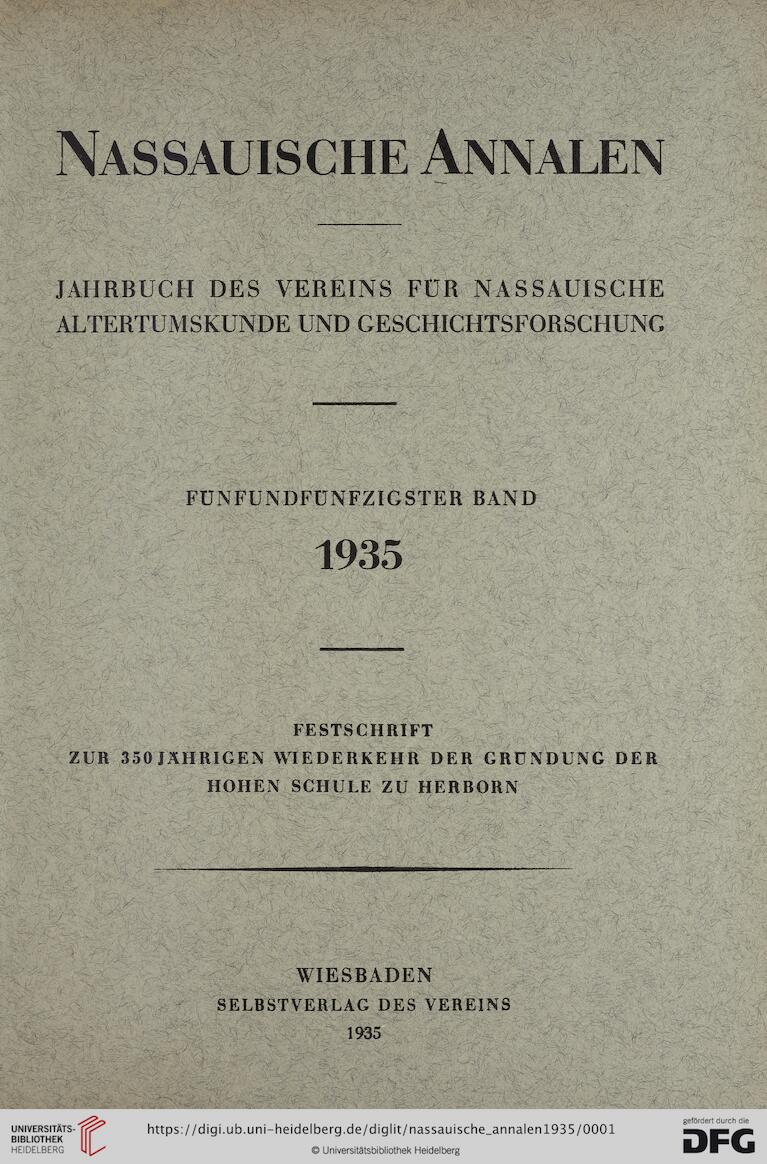 NASSAUISCHE ANNALEN
JAHRBUCH DES VEREINS FÜR NASSAUISCHE
ALTERTUMSKUNDE UND GESCHICHTSFORSCHUNG
FÜNFUNDFÜNFZIGSTER BAND
1935
FESTSCHRIFT
ZUR 350 JÄHRIGEN WIEDERKEHR DER GRÜNDUNG DER
HOHEN SCHULE ZU HERBORN
WIESBADEN
SELBSTVERLAG DES VEREINS
1935
UNIVERSITÄTS-
BIBLIOTHEK
HEIDELBERG
https://digi.ub.uni-heidelberg.de/diglit/nassauische_annalen1935/0001
© Universitätsbibliothek Heidelberg
gefördert durch die
DFG